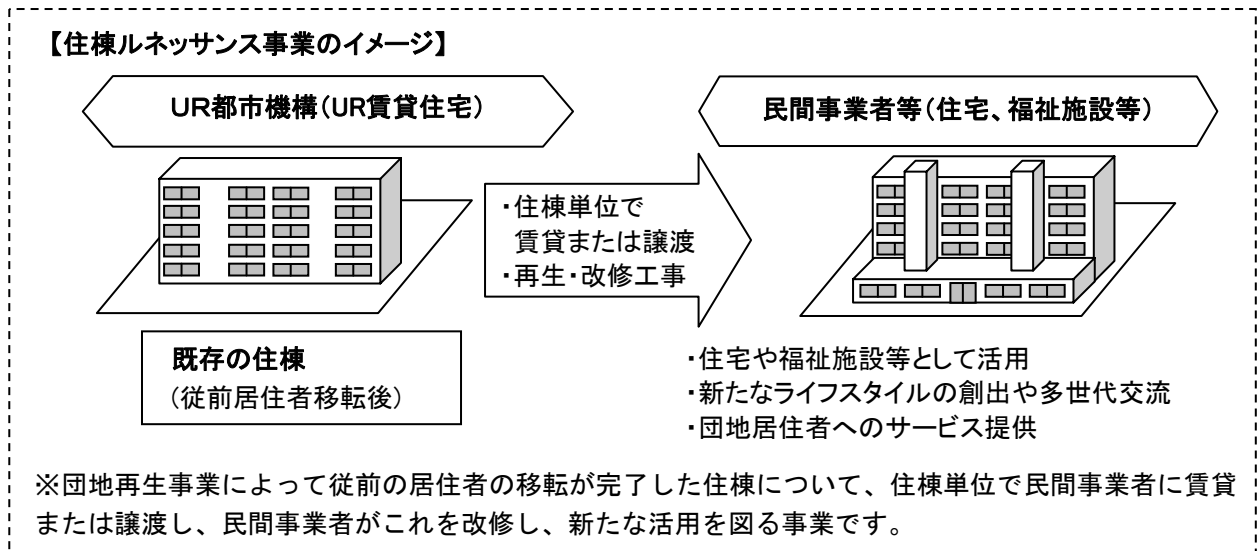 【住棟ルネッサンス事業のイメージ】
UR都市機構(UR賃貸住宅)
民間事業者等(住宅、福祉施設等)
・住棟単位で
賃貸または譲渡
・再生・改修工事
既存の住棟
(従前居住者移転後)
・住宅や福祉施設等として活用
・新たなライフスタイルの創出や多世代交流
・団地居住者へのサービス提供
※団地再生事業によって従前の居住者の移転が完了した住棟について、住棟単位で民間事業者に賃貸
または譲渡し、民間事業者がこれを改修し、新たな活用を図る事業です。